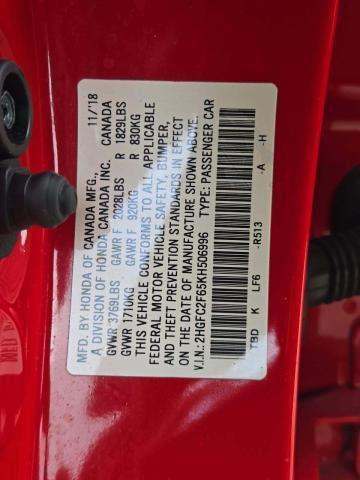 MFD. BY HONDA OF CANADA MFG., 11/18
A DIVISION OF HONDA CANADA INC. CANADA
GVWR 3769LBS GAWR F 2028LBS R 1829LBS
GVWR 1710KG GAWR F 920KG R 830KG
THIS VEHICLE CONFORMS TO ALL APPLICABLE
FEDERAL MOTOR VEHICLE SAFETY, BUMPER,
AND THEFT PREVENTION STANDARDS IN EFFECT
ON THE DATE OF MANUFACTURE SHOWN ABOVE.
V.I.N.: 2HGFC2F65KH506996 TYPE: PASSENGER CAR
TBD K LF6 -R513 A -H